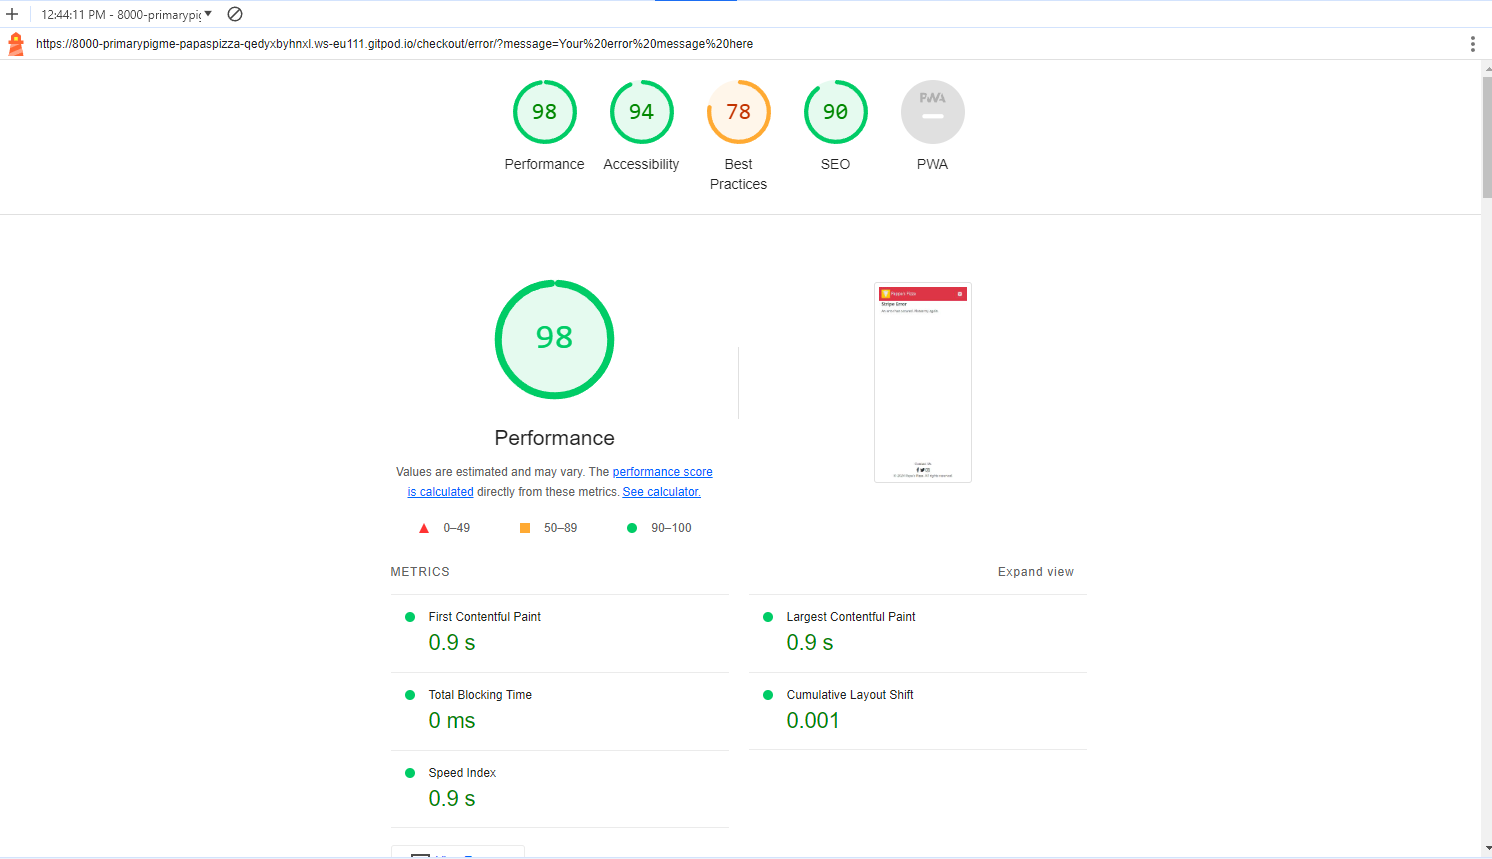 12:44:11 PM - 8000-primarypi
https://8000-primarypigme-papaspizza-qedyxbyhnxl.ws-eu111.gitpod.io/checkout/error/?message=Your%20error%20message%20here
98
94
78
90
PWA
Performance
Accessibility
Best
Practices
SEO
PWA
98
Performance
Values are estimated and may vary. The performance score
is calculated directly from these metrics. See calculator.
0–49
50–89
90–100
Stripe Error
METRICS
Expand view
First Contentful Paint
0.9 s
Largest Contentful Paint
0.9 s
Total Blocking Time
0 ms
Cumulative Layout Shift
0.001
Speed Index
0.9 s